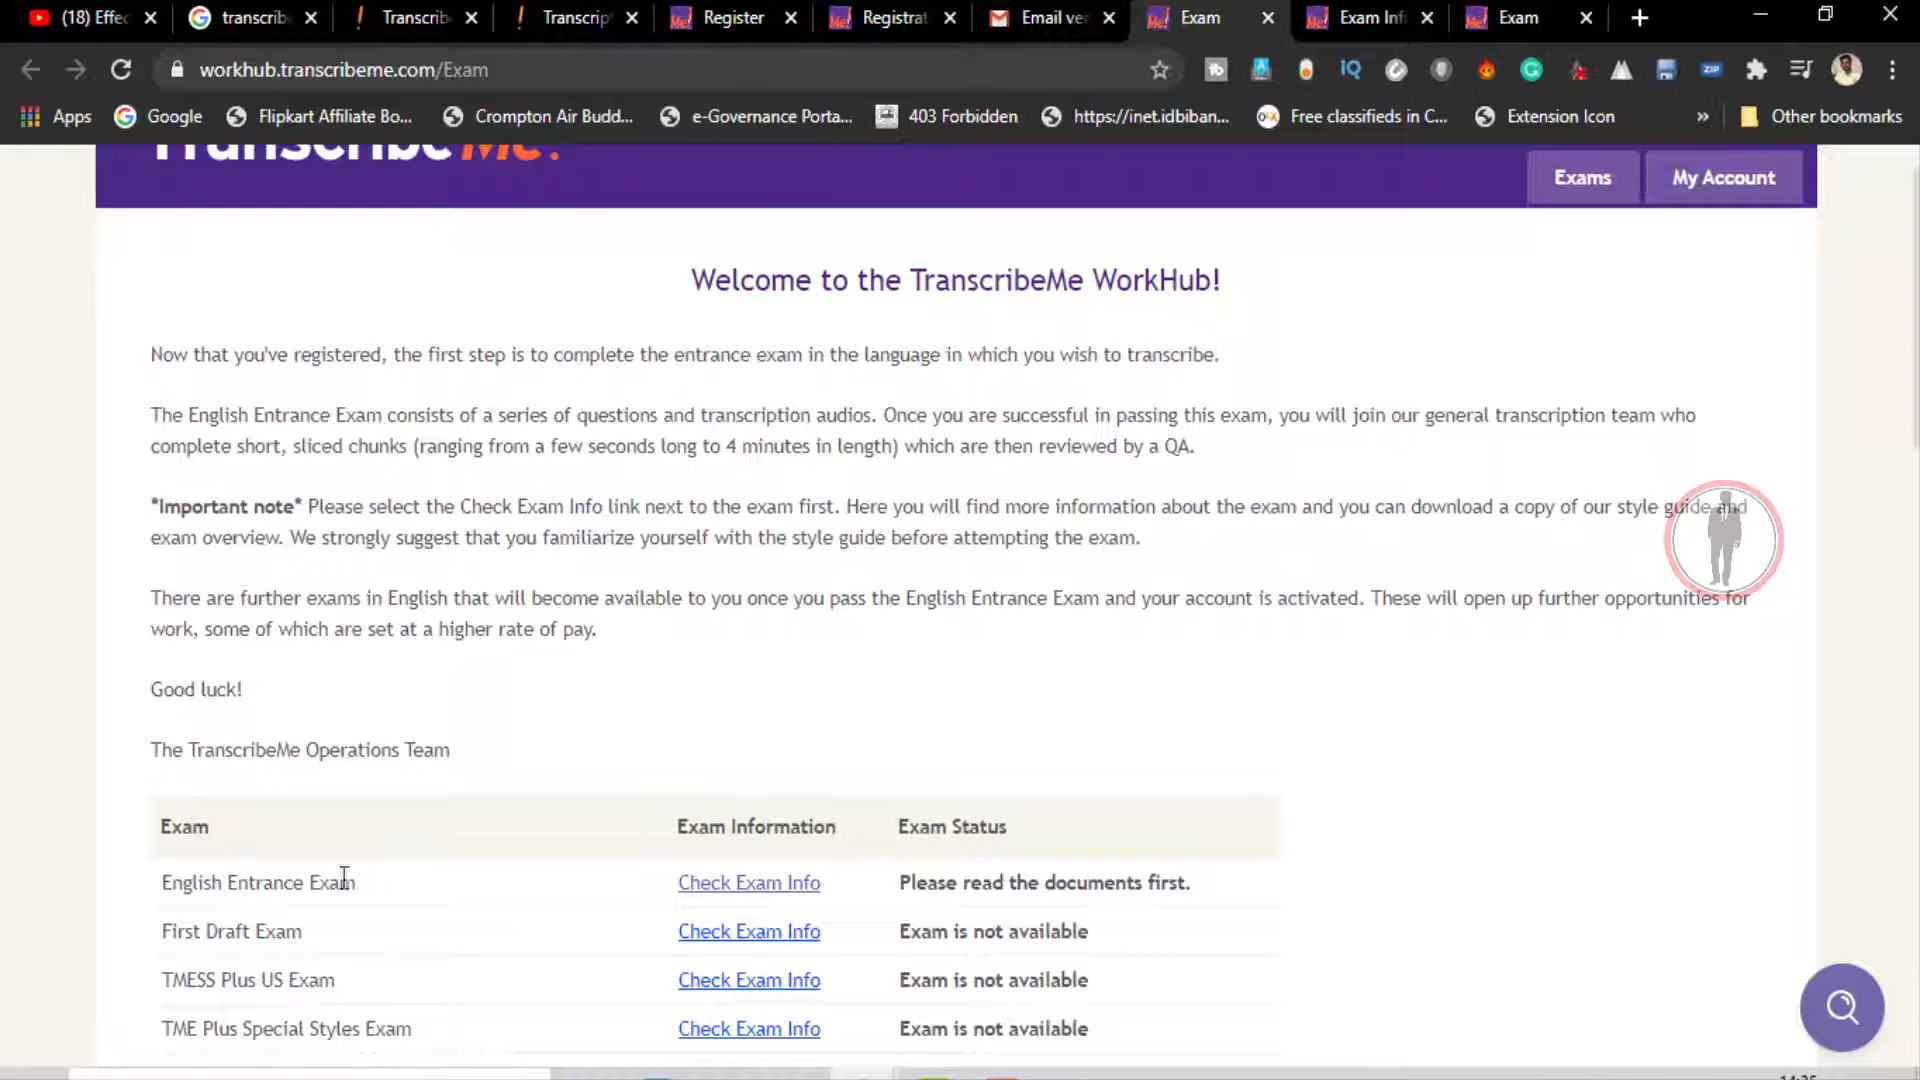 (18) Effec
transcrib
Transcrib
Transcrip
Register
Registrat
Email ver
Exam
Exam Inf
Exam
workhub.transcribeme.com/Exam
Apps
Google
Flipkart Affiliate Bo...
Crompton Air Budd...
e-Governance Porta...
403 Forbidden
https://inet.idbiban...
Free classifieds in C...
Extension Icon
»
Other bookmarks
TranscribeMe!
Exams
My Account
Welcome to the TranscribeMe WorkHub!
Now that you've registered, the first step is to complete the entrance exam in the language in which you wish to transcribe.
The English Entrance Exam consists of a series of questions and transcription audios. Once you are successful in passing this exam, you will join our general transcription team who
complete short, sliced chunks (ranging from a few seconds long to 4 minutes in length) which are then reviewed by a QA.
*Important note* Please select the Check Exam Info link next to the exam first. Here you will find more information about the exam and you can download a copy of our style guide and
exam overview. We strongly suggest that you familiarize yourself with the style guide before attempting the exam.
There are further exams in English that will become available to you once you pass the English Entrance Exam and your account is activated. These will open up further opportunities for
work, some of which are set at a higher rate of pay.
Good luck!
The TranscribeMe Operations Team
Exam Exam Information Exam Status
English Entrance Exam Check Exam Info Please read the documents first.
First Draft Exam Check Exam Info Exam is not available
TMESS Plus US Exam Check Exam Info Exam is not available
TME Plus Special Styles Exam Check Exam Info Exam is not available